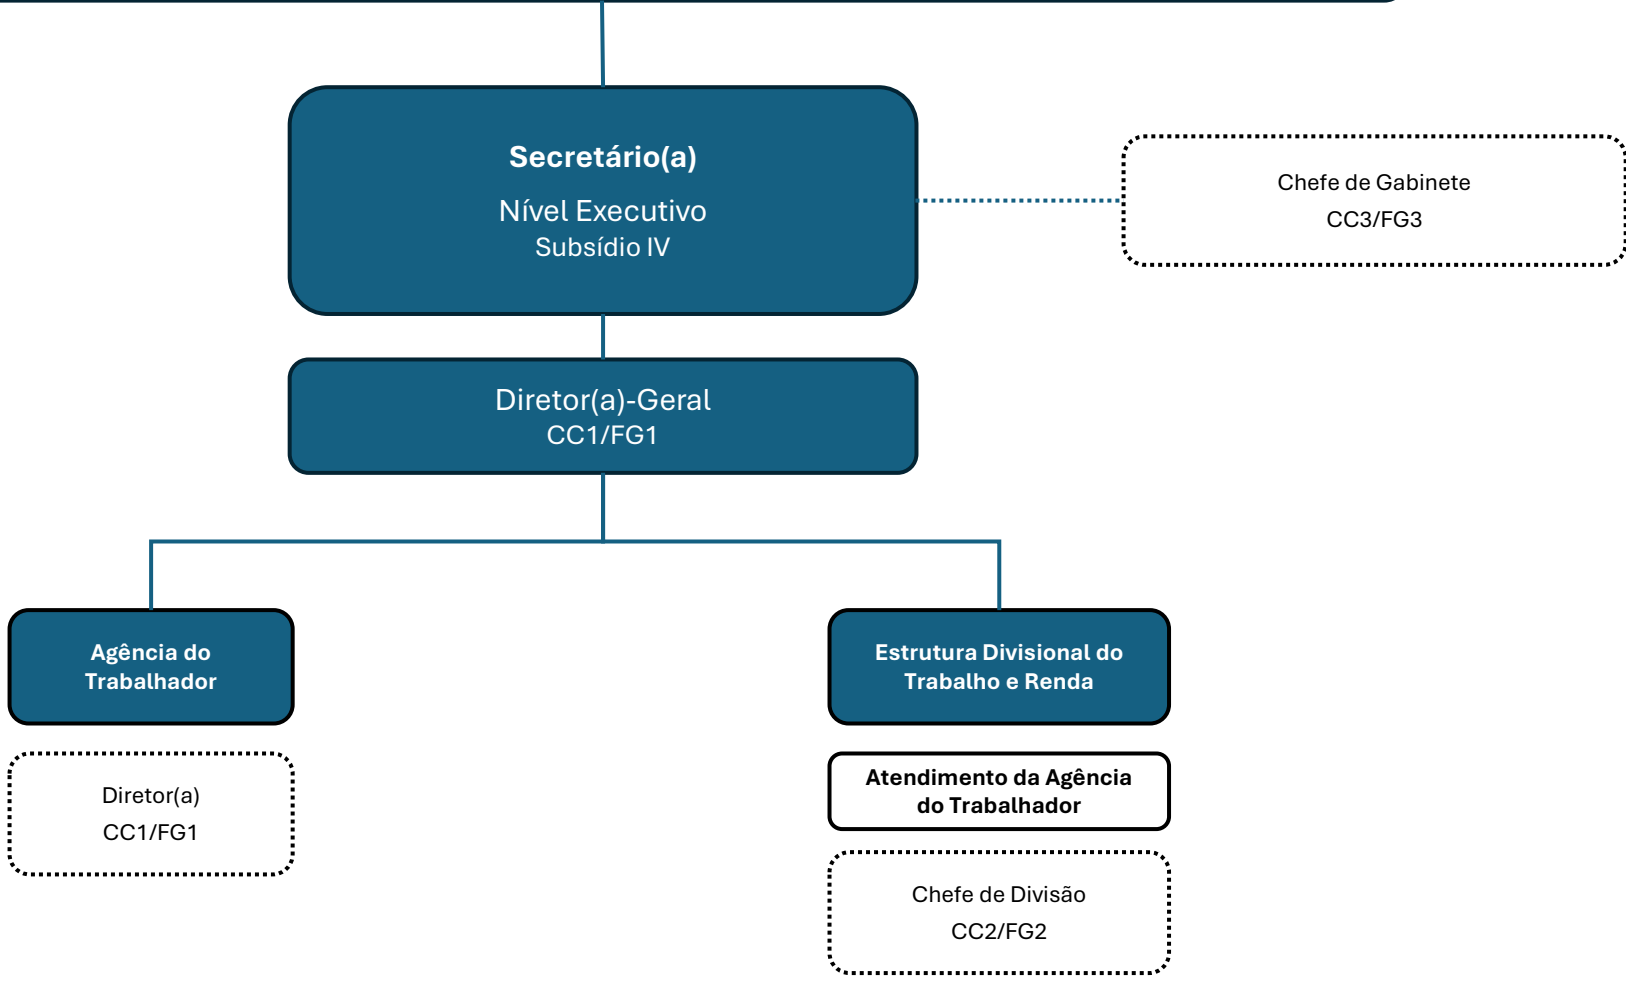 Secretário(a)
Nível Executivo
Subsídio IV
Chefe de Gabinete
CC3/FG3
Diretor(a)-Geral
CC1/FG1
Agência do
Trabalhador
Diretor(a)
CC1/FG1
Estrutura Divisional do
Trabalho e Renda
Atendimento da Agência
do Trabalhador
Chefe de Divisão
CC2/FG2